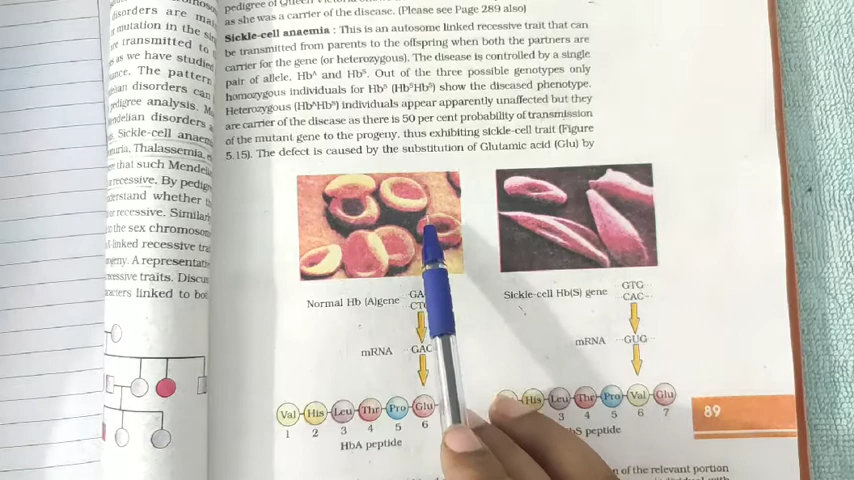 disorders are
mutation in the
transmitted to
as we have studied
The pattern
disorders can
pedigree analysis.
Mendelian disorders
Sickle-cell
Thalassemia,
that such
recessive. By
whether
or recessive.
the sex
linked recessive
A
traits.
linked to
pedigree of Queen
as she was a carrier of the disease. (Please see Page 289 also)
Sickle-cell anaemia : This is an autosome linked recessive trait that can
be transmitted from parents to the offspring when both the partners are
carrier for the gene (or heterozygous). The disease is controlled by a single
pair of allele, Hbᴬ and Hbˢ. Out of the three possible genotypes only
homozygous individuals for Hbˢ (HbˢHbˢ) show the diseased phenotype.
Heterozygous (HbᴬHbˢ) individuals appear apparently unaffected but they
are carrier of the disease as there is 50 per cent probability of transmission
of the mutant gene to the progeny, thus exhibiting sickle-cell trait (Figure
5.15). The defect is caused by the substitution of Glutamic acid (Glu) by
Normal Hb (A)gene
Sickle-cell Hb(S) gene
GTG
CAC
mRNA GAC
mRNA GUG
Val His Leu Thr Pro Glu
1 2 3 4 5 6
HbA peptide
His Leu Thr Pro Val Glu
3 4 5 6 7
peptide
89
of the relevant portion